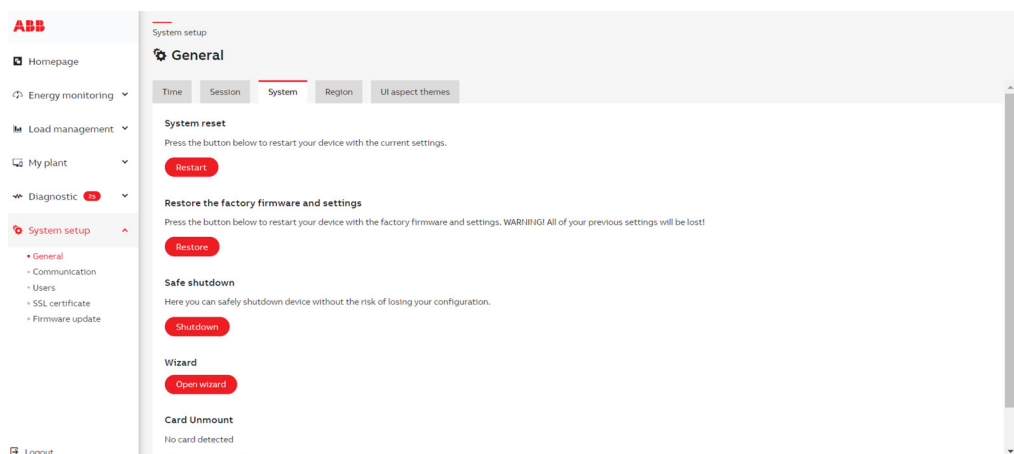 ABB
Homepage
Energy monitoring
Load management
My plant
Diagnostic
System setup
General
Communication
Users
SSL certificate
Firmware update
Logout
System setup
General
Time Session System Region UI aspect themes
System reset
Press the button below to restart your device with the current settings.
Restart
Restore the factory firmware and settings
Press the button below to restart your device with the factory firmware and settings. WARNING! All of your previous settings will be lost!
Restore
Safe shutdown
Here you can safely shutdown device without the risk of losing your configuration.
Shutdown
Wizard
Open wizard
Card Unmount
No card detected